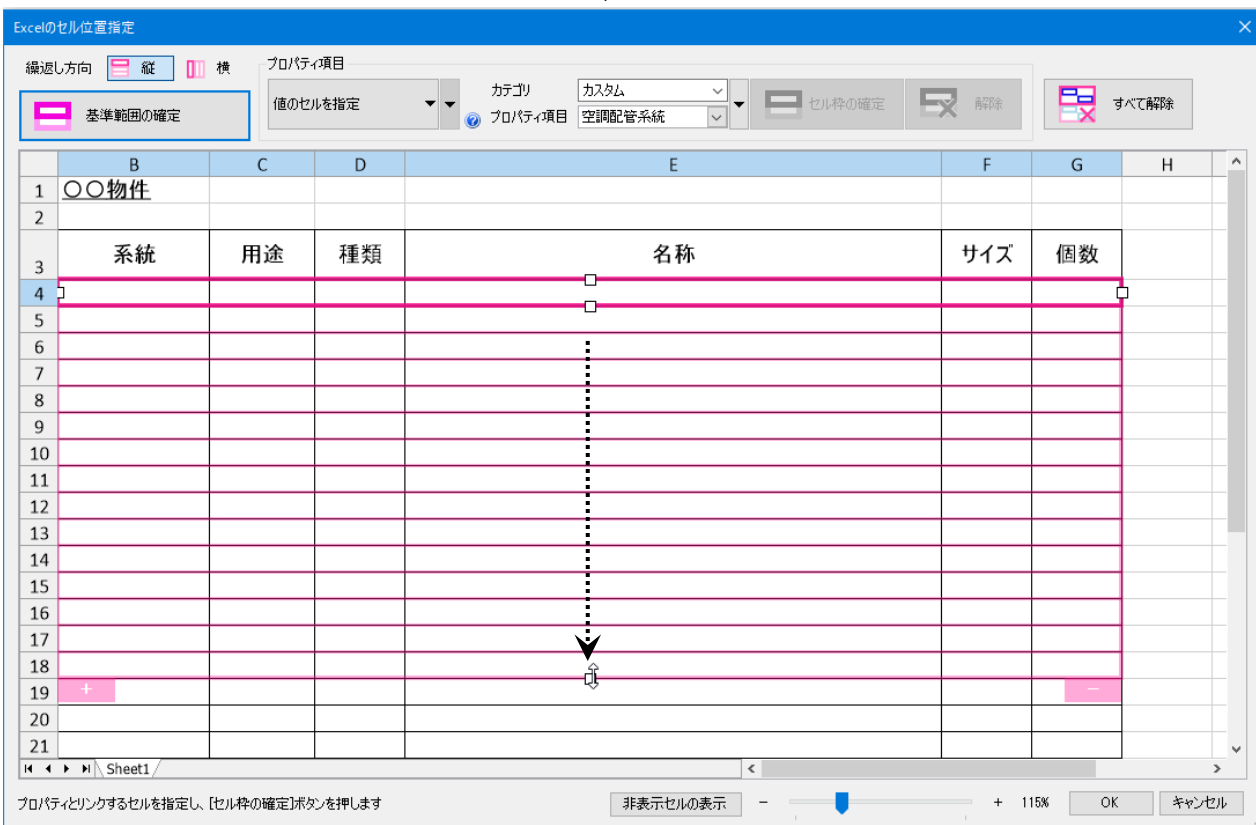 Excelのセル位置指定
繰返し方向 縦 横 プロパティ項目
基準範囲の確定 値のセルを指定 カテゴリ カスタム セル枠の確定 解除 すべて解除
プロパティ項目 空調配管系統
B C D E F G H
1 〇〇物件
2
3 系統 用途 種類 名称 サイズ 個数
4
5
6
7
8
9
10
11
12
13
14
15
16
17
18
19 + −
20
21
Sheet1
プロパティとリンクするセルを指定し、[セル枠の確定]ボタンを押します 非表示セルの表示 − + 115% OK キャンセル